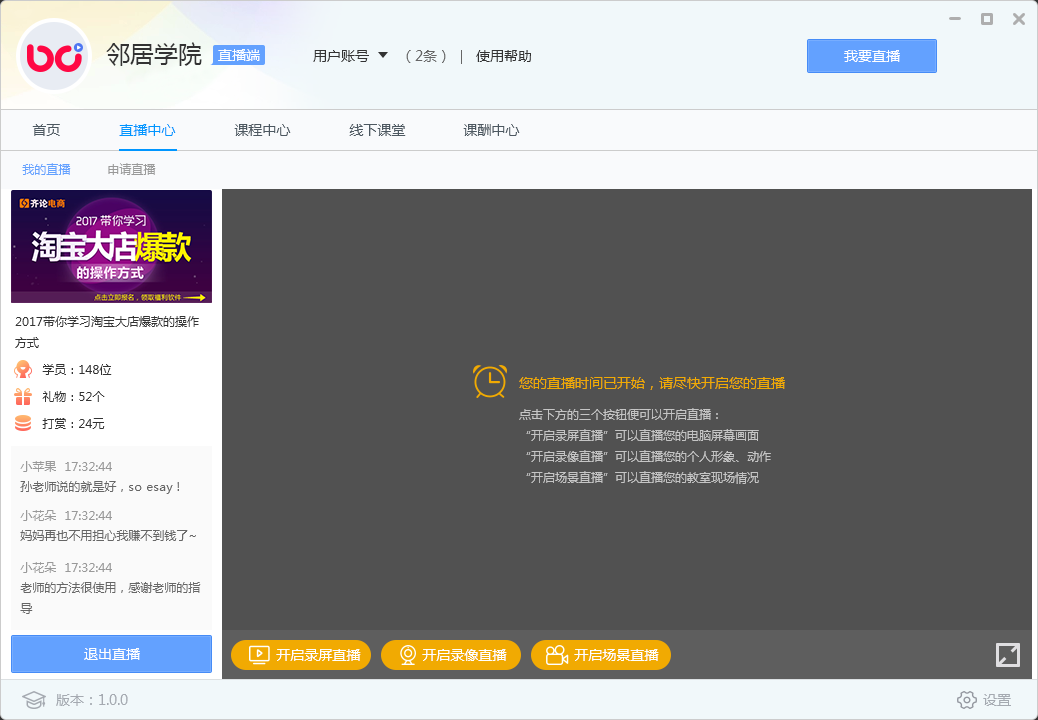 邻居学院 直播端
用户账号 (2条) | 使用帮助
我要直播
首页 直播中心 课程中心 线下课堂 课酬中心
我的直播 申请直播
齐论电商
2017 带你学习
淘宝大店爆款
的操作方式
点击立即报名，领取福利软件
2017带你学习淘宝大店爆款的操作
方式
学员：148位
礼物：52个
打赏：24元
小苹果 17:32:44
孙老师说的就是好，so esay！
小花朵 17:32:44
妈妈再也不用担心我赚不到钱了~
小花朵 17:32:44
老师的方法很使用，感谢老师的指
导
退出直播
您的直播时间已开始，请尽快开启您的直播
点击下方的三个按钮便可以开启直播：
“开启录屏直播”可以直播您的电脑屏幕画面
“开启录像直播”可以直播您的个人形象、动作
“开启场景直播”可以直播您的教室现场情况
开启录屏直播 开启录像直播 开启场景直播
版本：1.0.0
设置